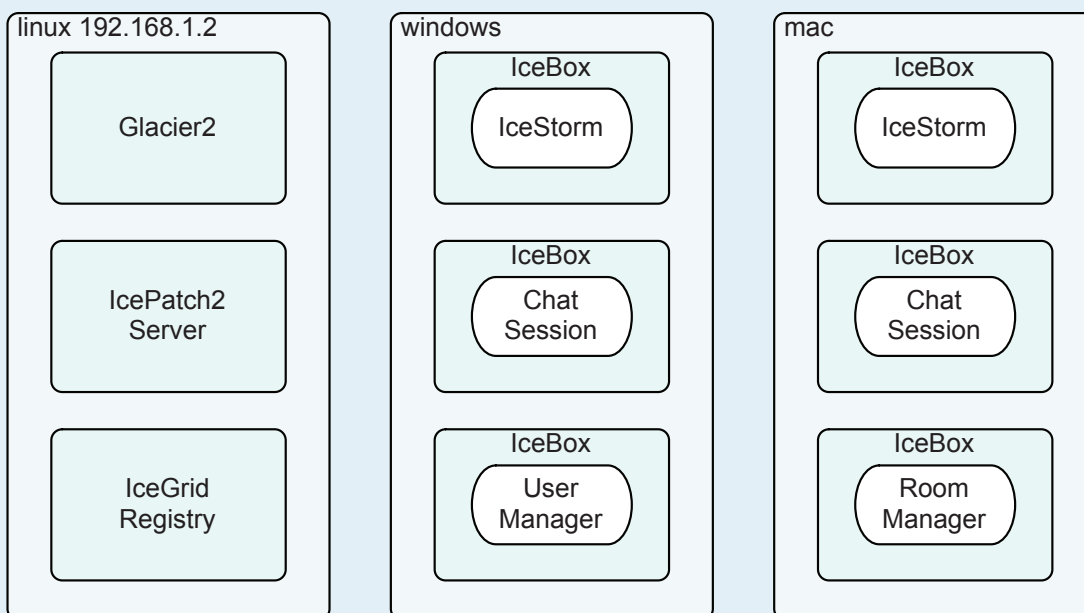 linux 192.168.1.2
Glacier2
IcePatch2
Server
IceGrid
Registry
windows
IceBox
IceStorm
IceBox
Chat
Session
IceBox
User
Manager
mac
IceBox
IceStorm
IceBox
Chat
Session
IceBox
Room
Manager